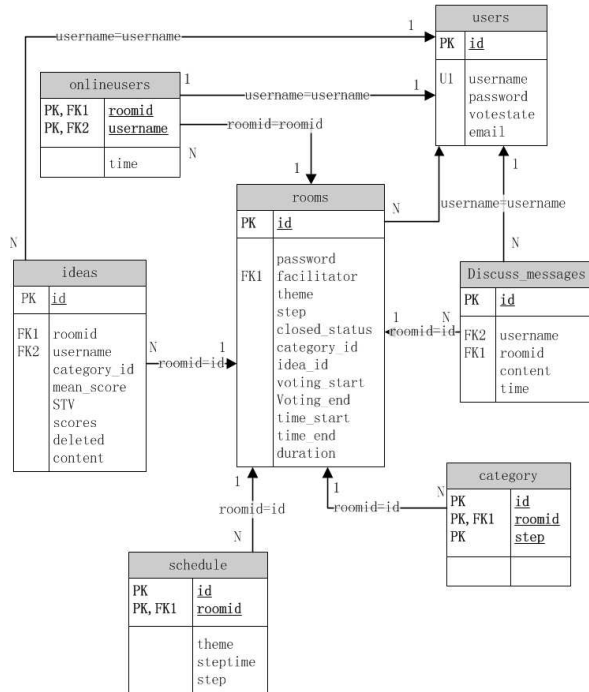 users
PK id
U1 username
password
votestate
email
username=username
1
onlineusers
PK,FK1 roomid
PK,FK2 username
time
1
username=username
1
roomid=roomid
N
1
rooms
PK id
password
FK1 facilitator
theme
step
closed_status
category_id
idea_id
voting_start
Voting_end
time_start
time_end
duration
N
1
username=username
N
Discuss_messages
PK id
FK2 username
FK1 roomid
content
time
1
N
roomid=id
N
ideas
PK id
FK1 roomid
FK2 username
category_id
mean_score
STV
scores
deleted
content
N
1
roomid=id
category
PK id
PK,FK1 roomid
PK step
1
N
roomid=id
1
roomid=id
N
schedule
PK id
PK,FK1 roomid
theme
steptime
step